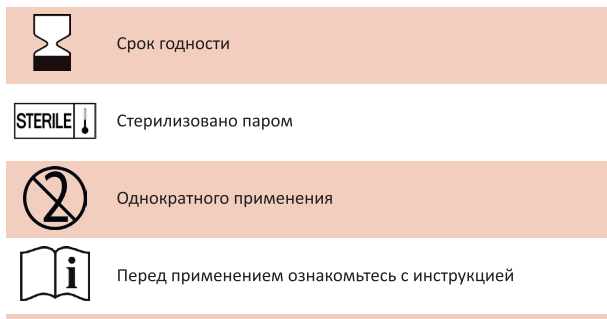 Срок годности
STERILE Стерилизовано паром
2 Однократного применения
i Перед применением ознакомьтесь с инструкцией